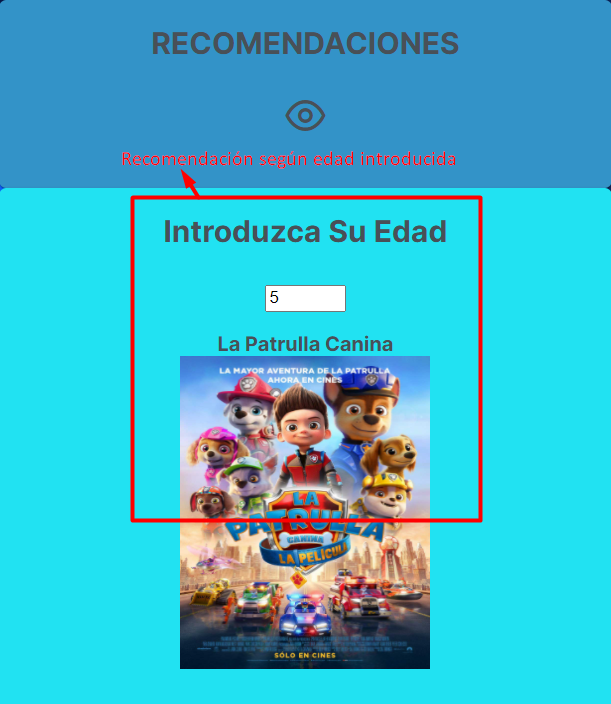 RECOMENDACIONES
Recomendación según edad introducida
Introduzca Su Edad
5
La Patrulla Canina
LA MAYOR AVENTURA DE LA PATRULLA
AHORA EN CINES
LA
PATRULLA
CANINA
LA PELÍCULA
SÓLO EN CINES